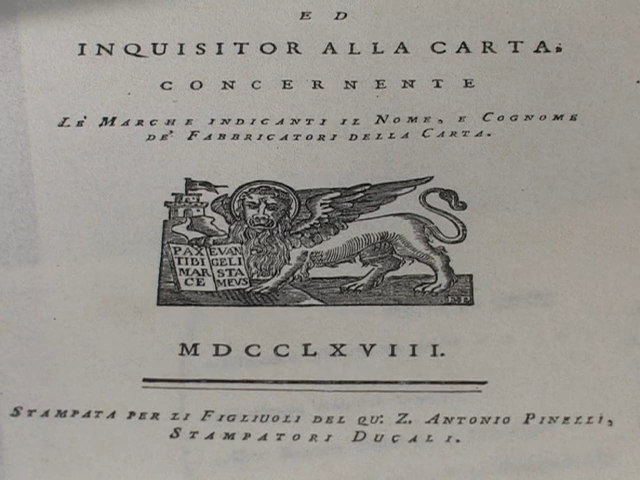 E D
INQUISITOR ALLA CARTA;
CONCERNENTE
LE' MARCHE INDICANTI IL NOME, E COGNOME
DE' FABBRICATORI DELLA CARTA.
PAX EVAN
TIBI GELI
MAR STA
CE MEVS
MDCCLXVIII.
STAMPATA PER LI FIGLIUOLI DEL QU: Z. ANTONIO PINELLI,
STAMPATORI DUCALI.